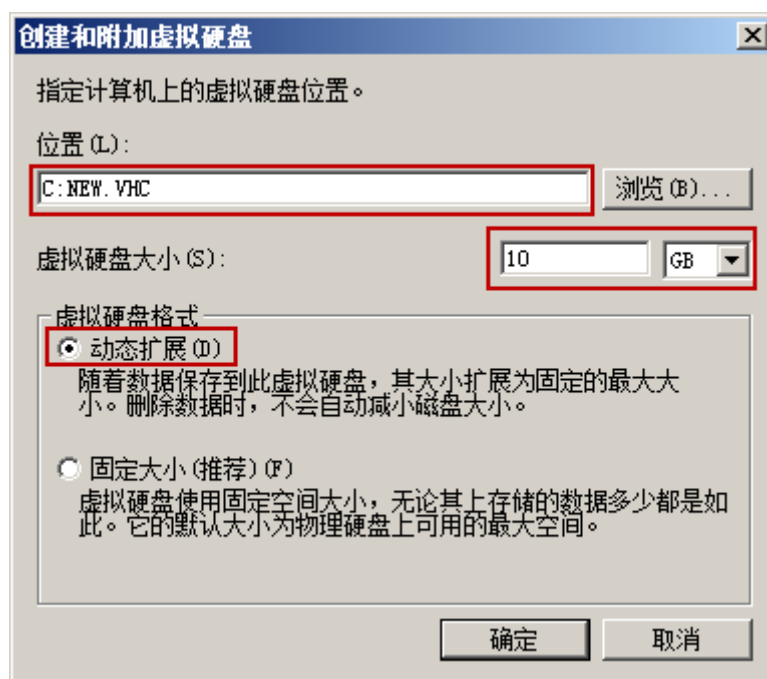 创建和附加虚拟硬盘
指定计算机上的虚拟硬盘位置。
位置(L):
C:NEW.VHC
浏览(B)...
虚拟硬盘大小(S):
10
GB
虚拟硬盘格式
动态扩展(D)
随着数据保存到此虚拟硬盘，其大小扩展为固定的最大大
小。删除数据时，不会自动减小磁盘大小。
固定大小(推荐)(F)
虚拟硬盘使用固定空间大小，无论其上存储的数据多少都是如
此。它的默认大小为物理硬盘上可用的最大空间。
确定
取消